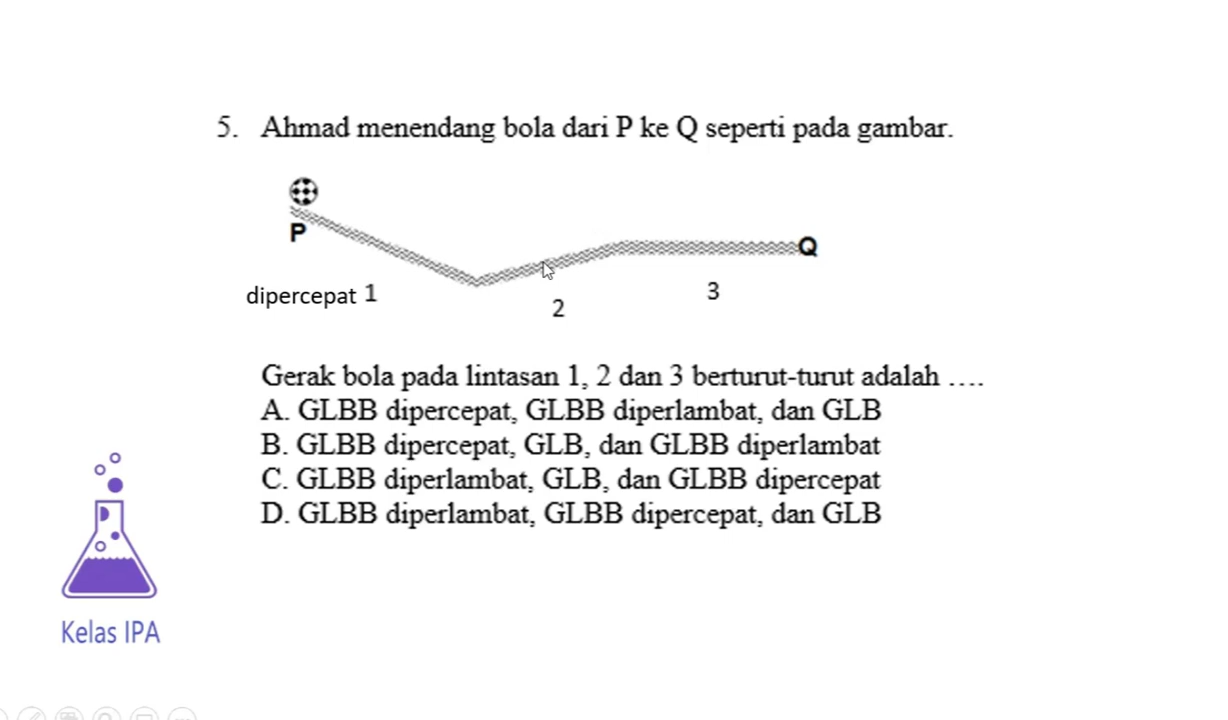 5. Ahmad menendang bola dari P ke Q seperti pada gambar.
P
Q
dipercepat 1
2
3
Gerak bola pada lintasan 1, 2 dan 3 berturut-turut adalah ....
A. GLBB dipercepat, GLBB diperlambat, dan GLB
B. GLBB dipercepat, GLB, dan GLBB diperlambat
C. GLBB diperlambat, GLB, dan GLBB dipercepat
D. GLBB diperlambat, GLBB dipercepat, dan GLB
Kelas IPA